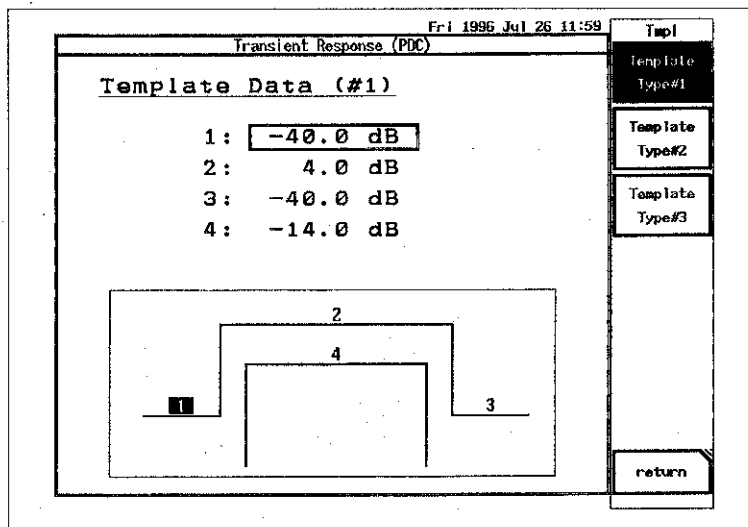 Fri 1996 Jul 26 11:59
Transient Response (PDC)
Template Data (#1)
1: -40.0 dB
2: 4.0 dB
3: -40.0 dB
4: -14.0 dB
2
4
1
3
Tmpl
Template
Type#1
Template
Type#2
Template
Type#3
return